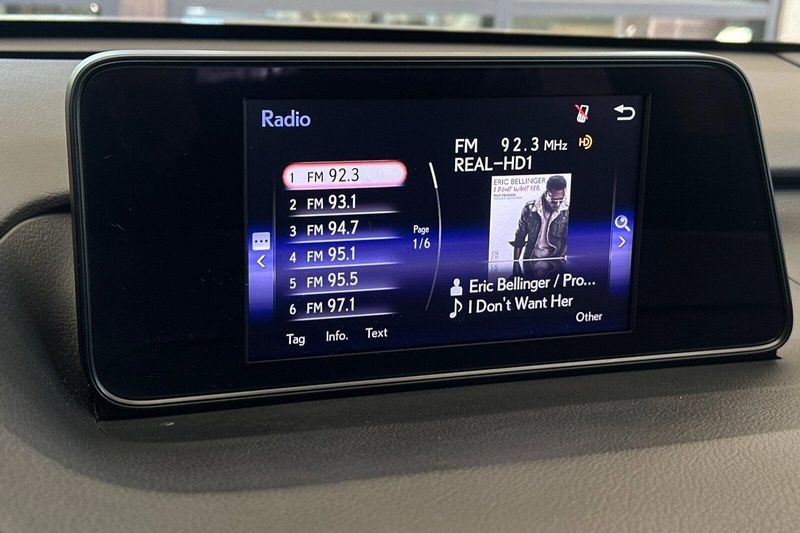 Radio
FM 92.3 MHz HD
REAL-HD1
1 FM 92.3
2 FM 93.1
3 FM 94.7
4 FM 95.1
5 FM 95.5
6 FM 97.1
Page
1/6
ERIC BELLINGER
I DON'T WANT HER
Eric Bellinger / Pro...
I Don't Want Her
Tag Info. Text
Other